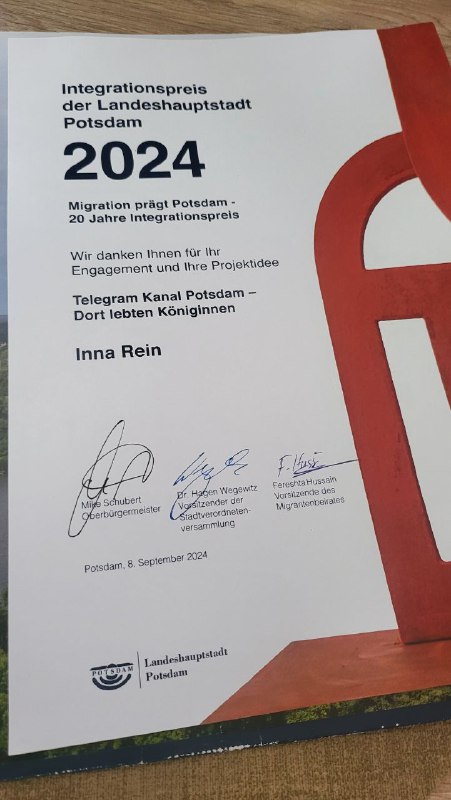 Integrationspreis
der Landeshauptstadt
Potsdam
2024
Migration prägt Potsdam -
20 Jahre Integrationspreis
Wir danken Ihnen für Ihr
Engagement und Ihre Projektidee
Telegram Kanal Potsdam –
Dort lebten Königinnen
Inna Rein
F. Huss
Mike Schubert
Oberbürgermeister
Dr. Hagen Wegewitz
Vorsitzender der
Stadtverordneten-
versammlung
Fereshta Hussain
Vorsitzende des
Migrantenbeirates
Potsdam, 8. September 2024
POTSDAM
Landeshauptstadt
Potsdam